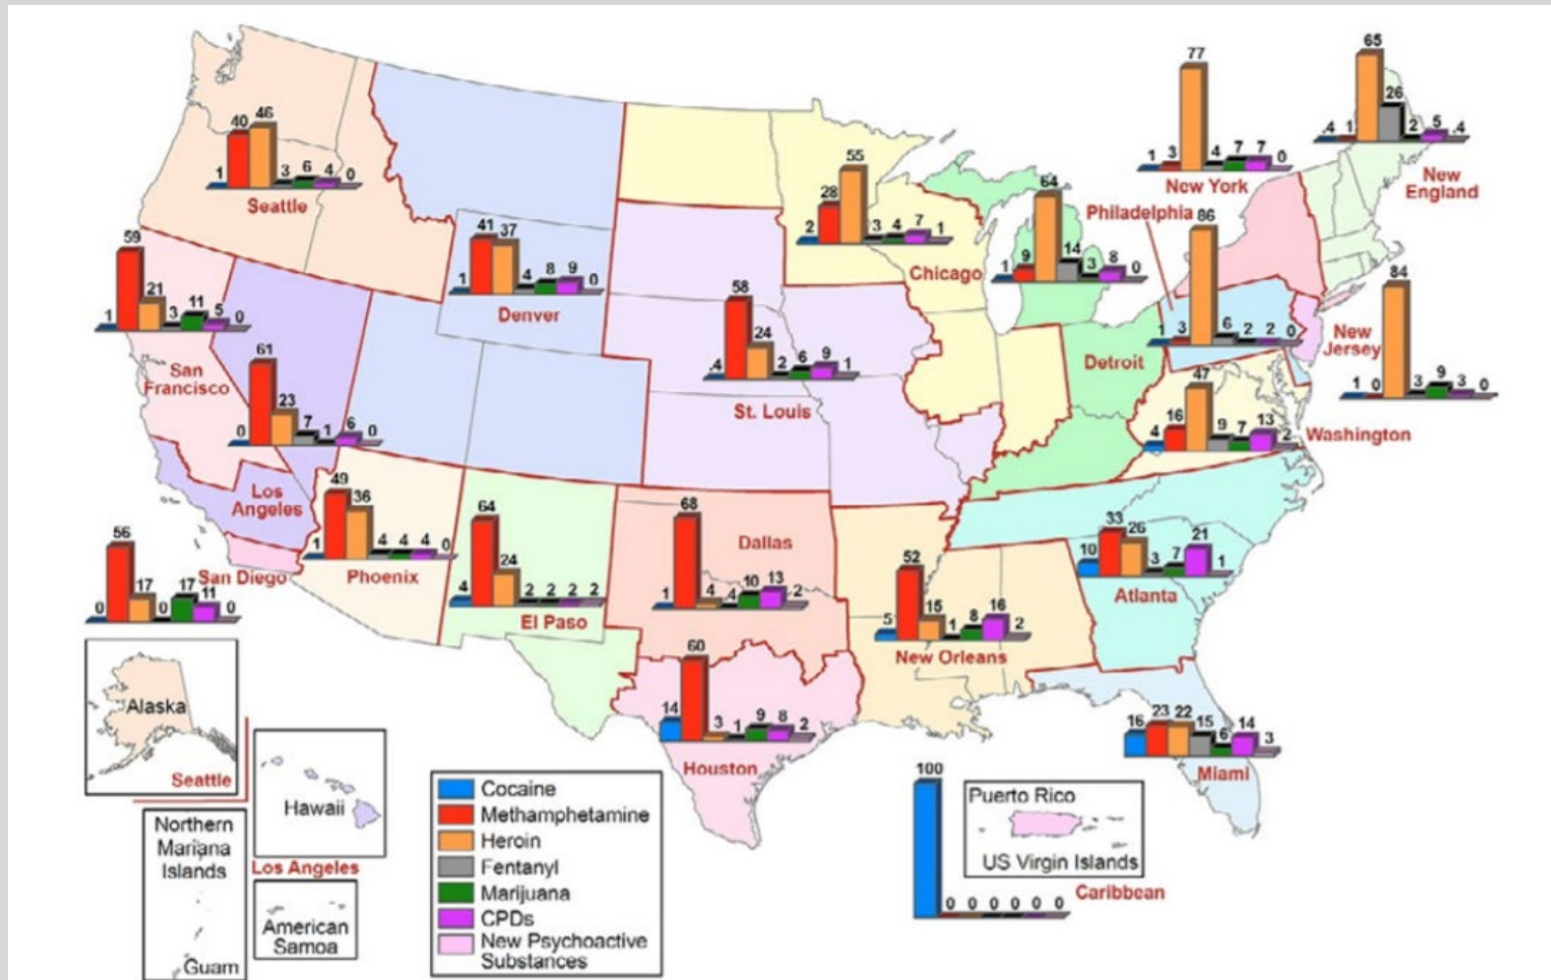 77
1 3 4 7 7 0
New York
65
26
.4 1 2 5 .4
New
England
40 46
1 3 6 4 0
Seattle
55
28
2 3 4 7 1
Chicago
64
1 9 14 3 8 0
Detroit
Philadelphia
86
1 3 6 2 2 0
84
1 0 3 9 3 0
New
Jersey
59
21
1 3 11 5 0
San
Francisco
41 37
1 4 8 9 0
Denver
58
24
.4 2 6 9 1
St. Louis
47
4 16 9 7 13 2
Washington
61
23
0 7 1 6 0
Los
Angeles
49
36
1 4 4 4 0
Phoenix
56
17 17
0 0 11 0
San Diego
64
24
4 2 2 2 2
El Paso
68
1 4 .4 10 13 2
Dallas
52
5 15 1 8 16 2
New Orleans
33
10 26 3 7 21 1
Atlanta
60
14 3 1 9 8 2
Houston
16 23 22 15 6 14 3
Miami
Alaska
Seattle
Hawaii
Los Angeles
Northern
Mariana
Islands
Guam
American
Samoa
Cocaine
Methamphetamine
Heroin
Fentanyl
Marijuana
CPDs
New Psychoactive
Substances
100
0 0 0 0 0 0
Puerto Rico
US Virgin Islands
Caribbean